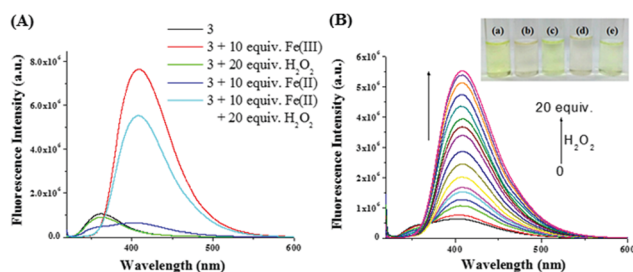 (A)
Fluorescence Intensity (a.u.)
8.0x10⁶
6.0x10⁶
4.0x10⁶
2.0x10⁶
0.0
400
500
600
Wavelength (nm)
3
3 + 10 equiv. Fe(III)
3 + 20 equiv. H₂O₂
3 + 10 equiv. Fe(II)
3 + 10 equiv. Fe(II)
+ 20 equiv. H₂O₂
(B)
Fluorescence Intensity (a.u.)
6x10⁶
5x10⁶
4x10⁶
3x10⁶
2x10⁶
1x10⁶
0
400
500
600
Wavelength (nm)
(a) (b) (c) (d) (e)
20 equiv.
H₂O₂
0